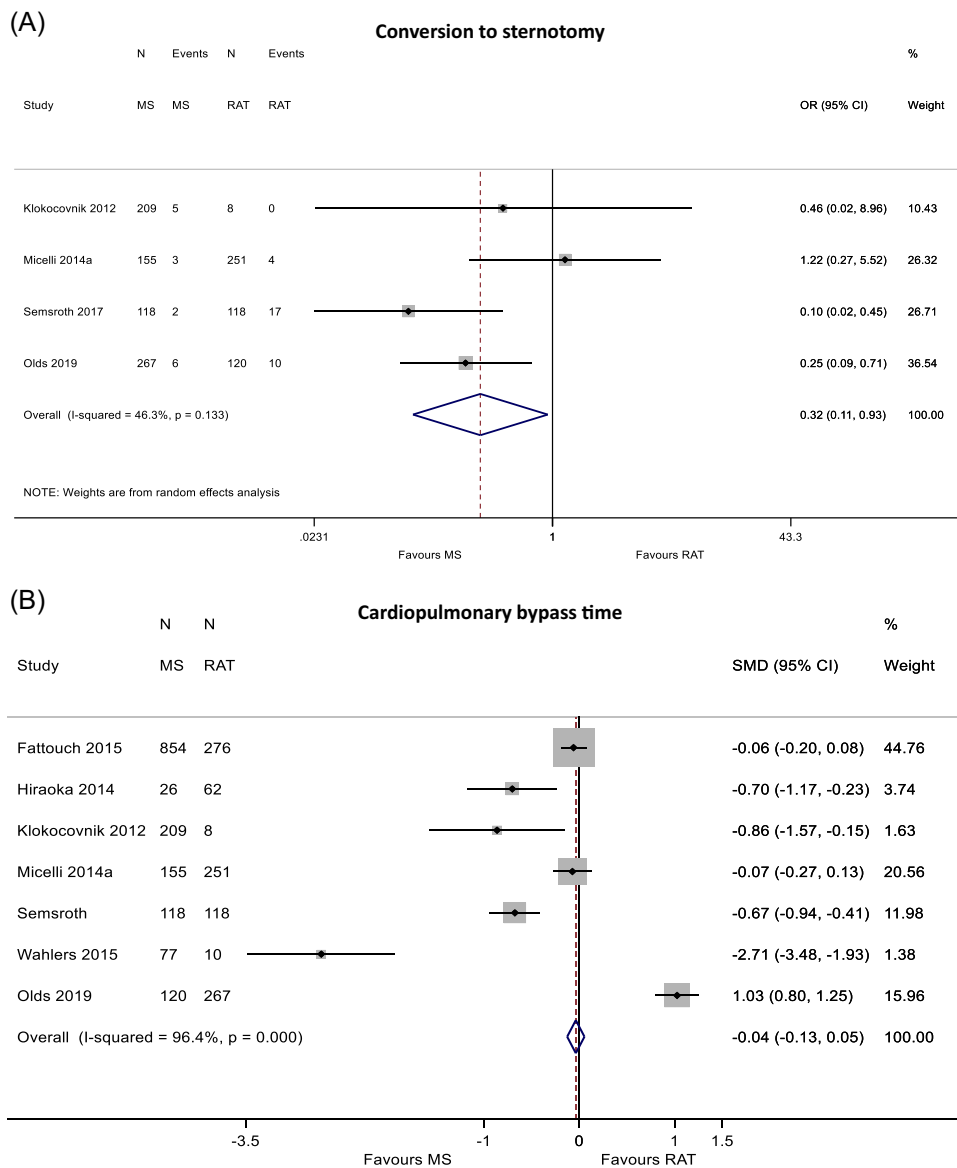 (A)
Conversion to sternotomy
N Events N Events %
Study MS MS RAT RAT OR (95% CI) Weight
Klokocovnik 2012 209 5 8 0 0.46 (0.02, 8.96) 10.43
Micelli 2014a 155 3 251 4 1.22 (0.27, 5.52) 26.32
Semsroth 2017 118 2 118 17 0.10 (0.02, 0.45) 26.71
Olds 2019 267 6 120 10 0.25 (0.09, 0.71) 36.54
Overall (I-squared = 46.3%, p = 0.133) 0.32 (0.11, 0.93) 100.00
NOTE: Weights are from random effects analysis
.0231 1 43.3
Favours MS Favours RAT
(B)
Cardiopulmonary bypass time
N N %
Study MS RAT SMD (95% CI) Weight
Fattouch 2015 854 276 -0.06 (-0.20, 0.08) 44.76
Hiraoka 2014 26 62 -0.70 (-1.17, -0.23) 3.74
Klokocovnik 2012 209 8 -0.86 (-1.57, -0.15) 1.63
Micelli 2014a 155 251 -0.07 (-0.27, 0.13) 20.56
Semsroth 118 118 -0.67 (-0.94, -0.41) 11.98
Wahlers 2015 77 10 -2.71 (-3.48, -1.93) 1.38
Olds 2019 120 267 1.03 (0.80, 1.25) 15.96
Overall (I-squared = 96.4%, p = 0.000) -0.04 (-0.13, 0.05) 100.00
-3.5 -1 0 1 1.5
Favours MS Favours RAT